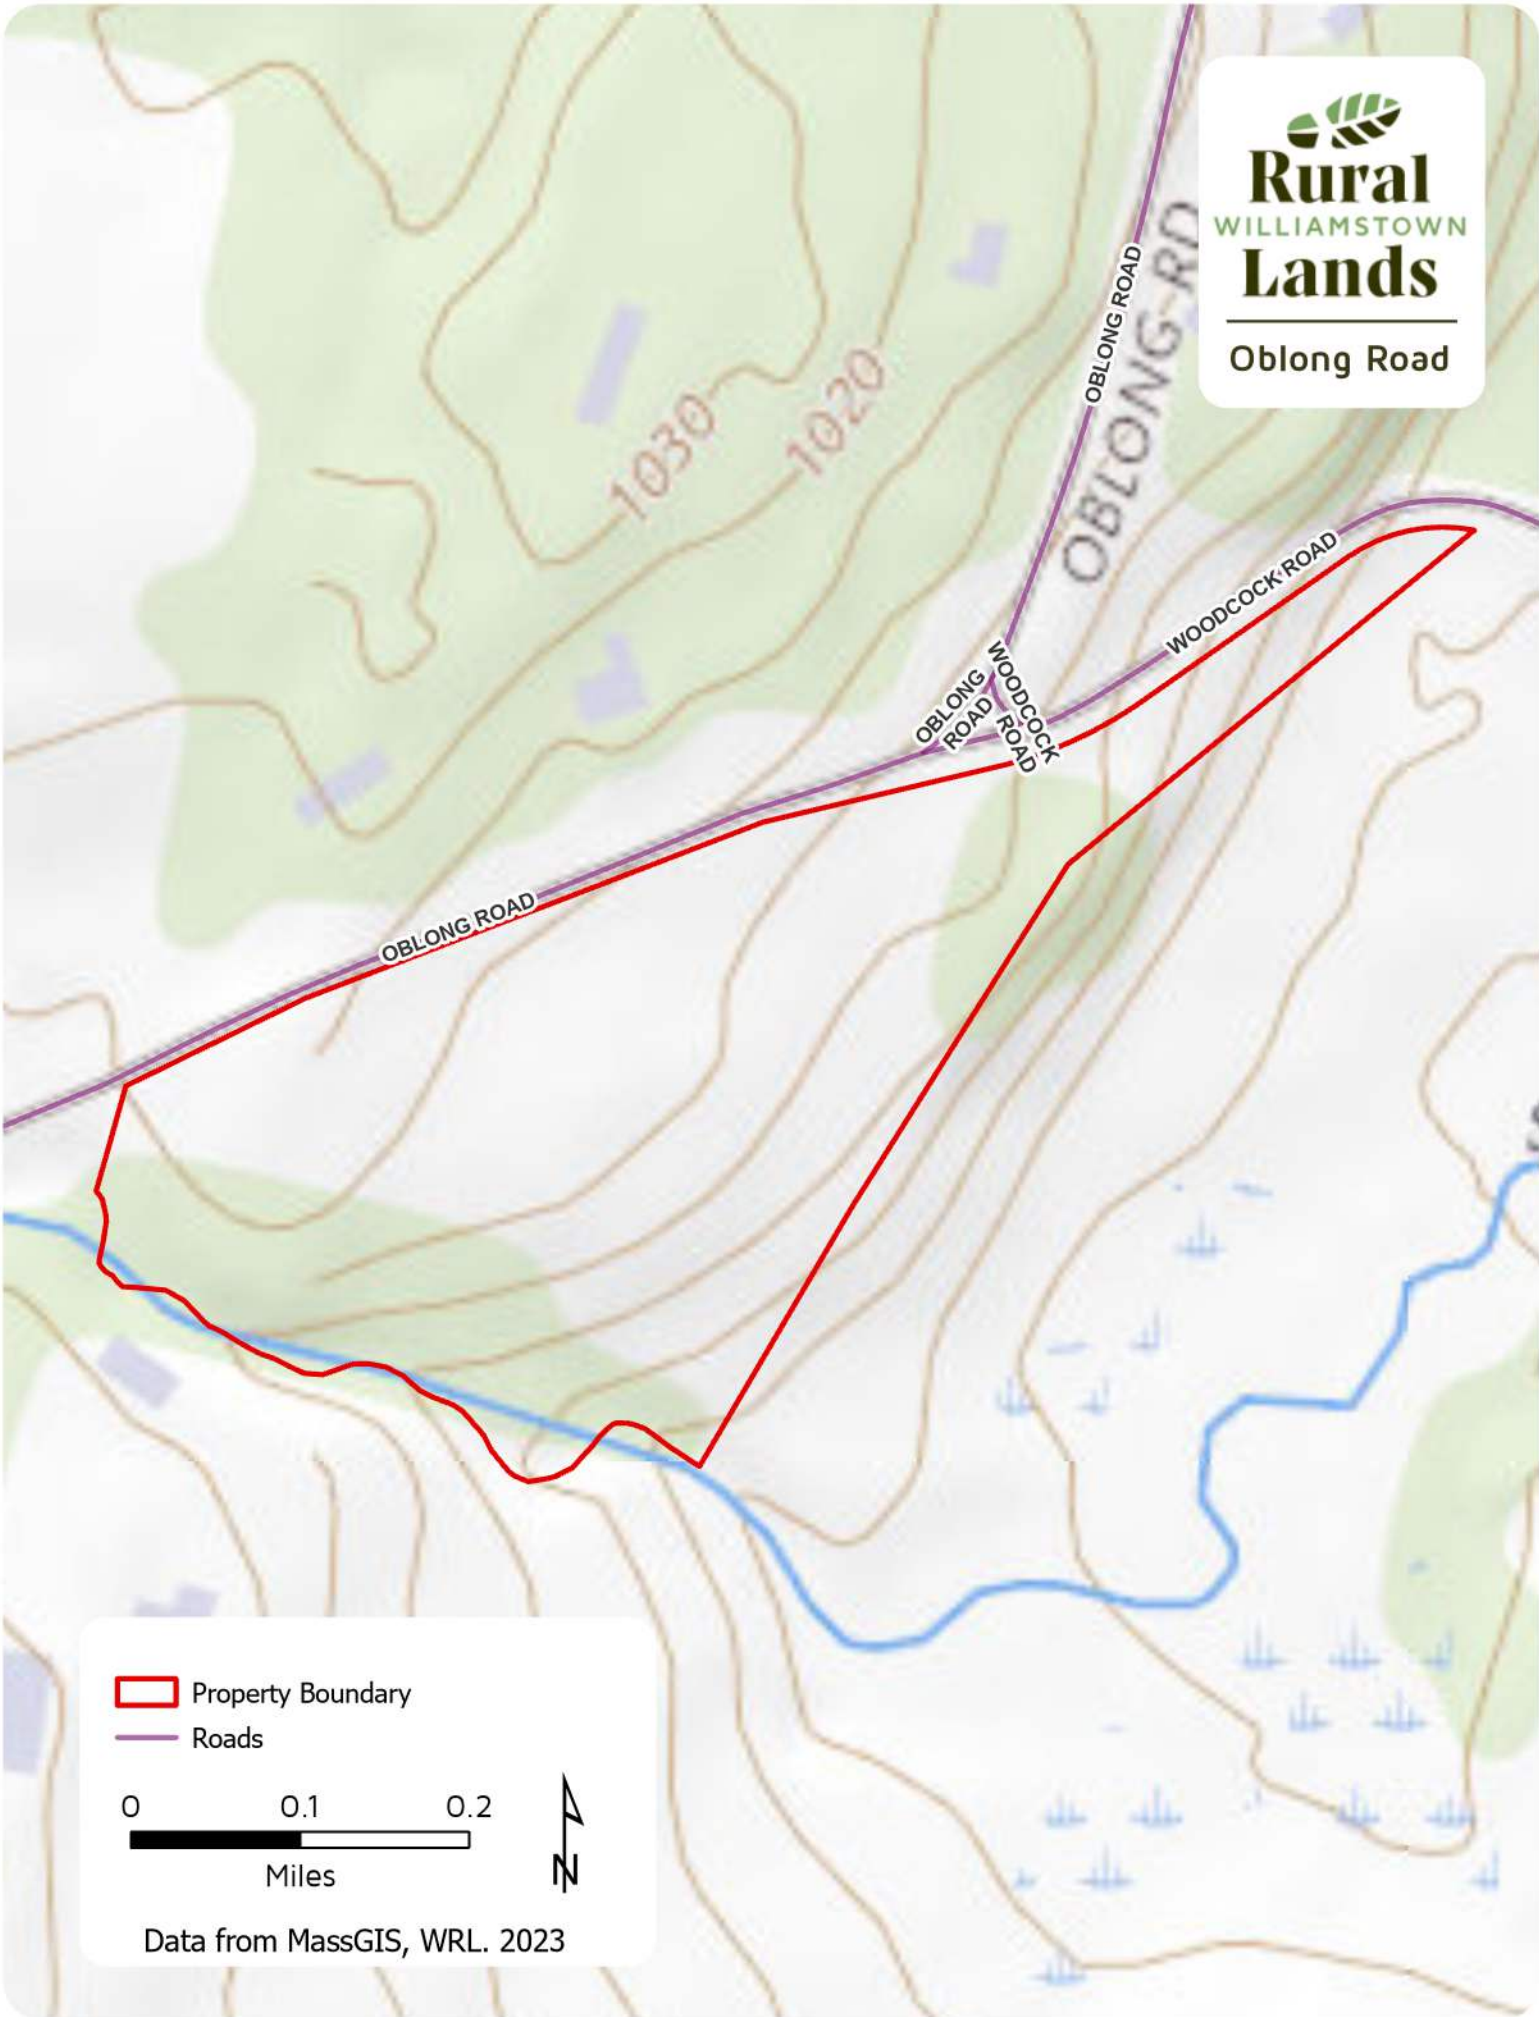 Rural
WILLIAMSTOWN
Lands
Oblong Road
OBLONG ROAD
OBLONG RD
1030
1020
WOODCOCK ROAD
OBLONG
ROAD
WOODCOCK
ROAD
OBLONG ROAD
Property Boundary
Roads
0 0.1 0.2
Miles
N
Data from MassGIS, WRL. 2023